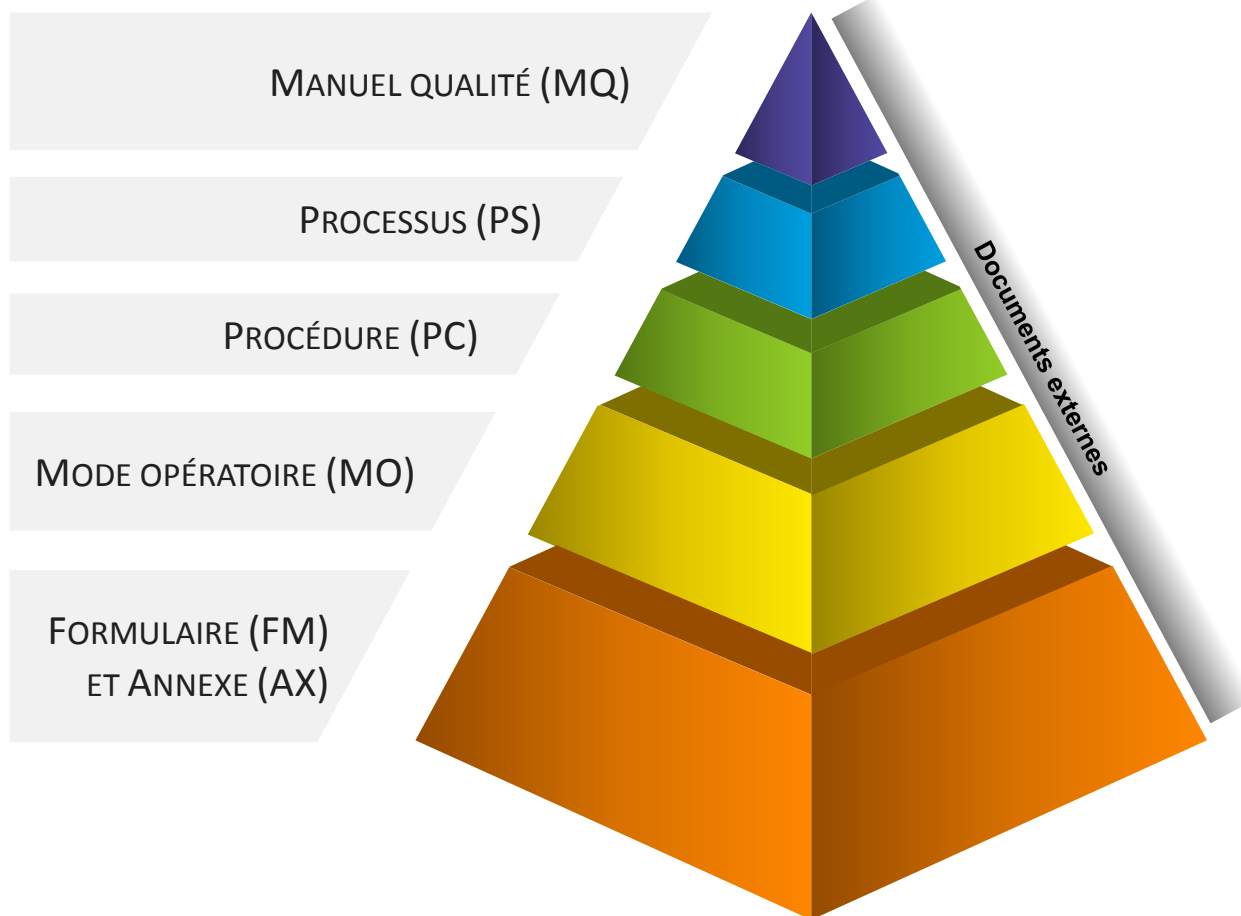 MANUEL QUALITÉ (MQ)
PROCESSUS (PS)
PROCÉDURE (PC)
MODE OPÉRATOIRE (MO)
FORMULAIRE (FM)
ET ANNEXE (AX)
Documents externes